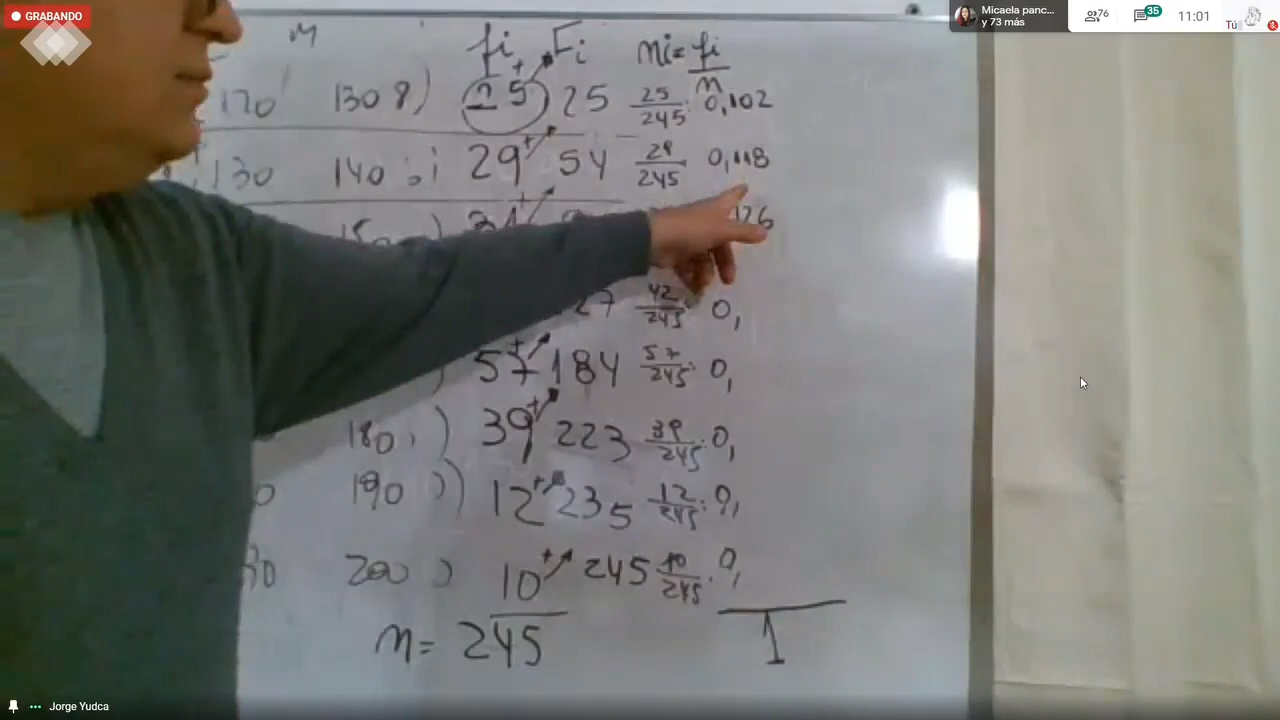 GRABANDO
Micaela panc...
y 73 más
76
35
11:01
Tú
M fi Fi ni = fi/n
120 130 25 25 25/245 : 0,102
130 140 29 54 29/245 0,118
126
27 42/245 : 0,
57 184 57/245 : 0,
180 39 223 39/245 : 0,
190 12 235 12/245 : 0,
200 10 245 10/245 . 0,
n = 245 1
Jorge Yudca